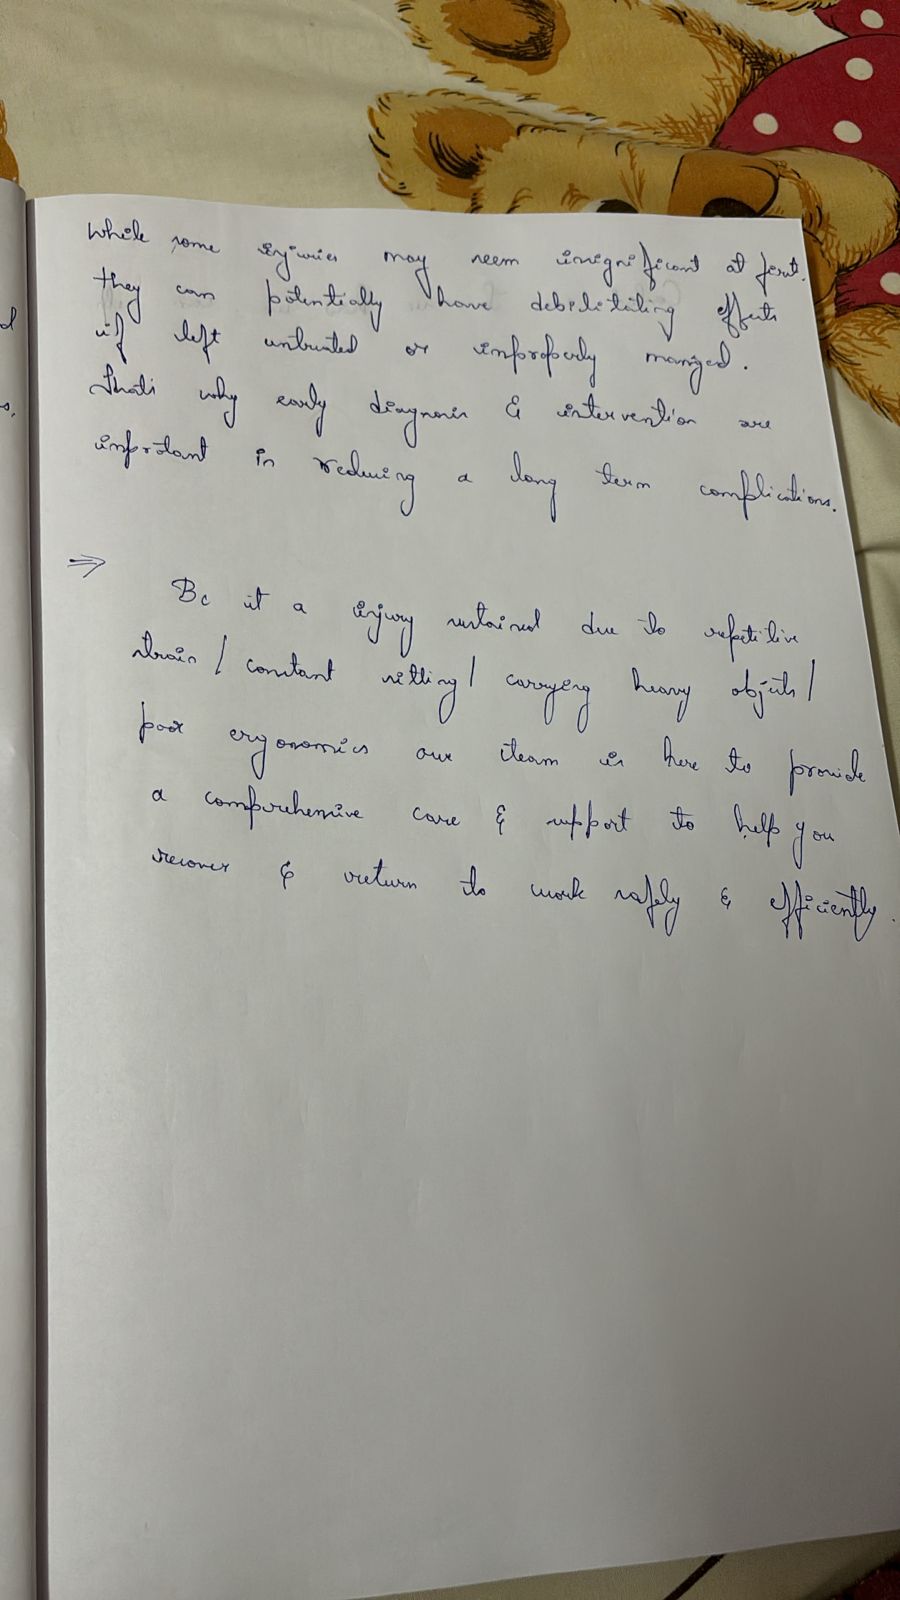 While some injuries may seem insignificant at first.
they can potentially have debilitating effects
if left untreated or improperly manged.
That's why early diagnosis & intervention are
improtant in reducing a long term complications.
⇒ Be it a injury sustained due to repetitive
strain / constant sitting / carrying heavy objects /
poor ergonomics our team is here to provide
a comprehensive care & support to help you
recover & return to work safely & efficiently.